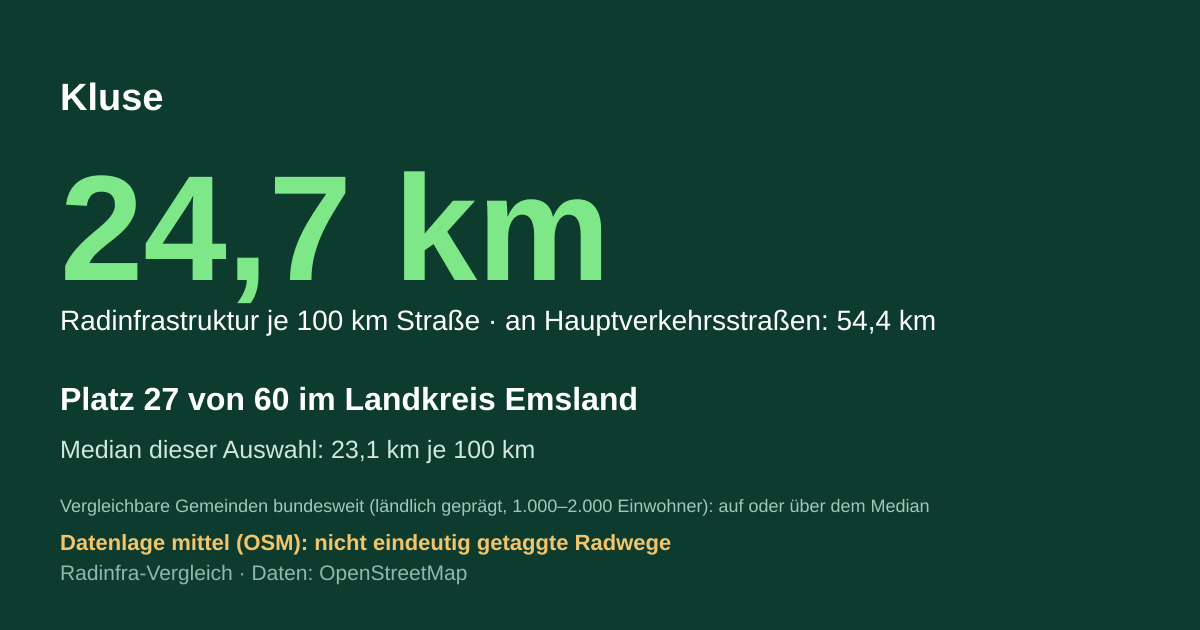 Kluse
24,7 km
Radinfrastruktur je 100 km Straße · an Hauptverkehrsstraßen: 54,4 km
Platz 27 von 60 im Landkreis Emsland
Median dieser Auswahl: 23,1 km je 100 km
Vergleichbare Gemeinden bundesweit (ländlich geprägt, 1.000–2.000 Einwohner): auf oder über dem Median
Datenlage mittel (OSM): nicht eindeutig getaggte Radwege
Radinfra-Vergleich · Daten: OpenStreetMap